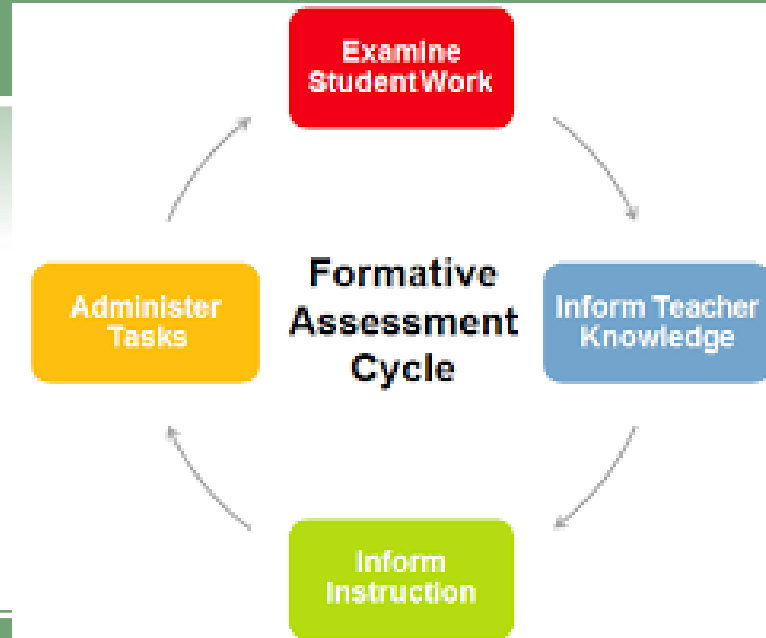 Examine
Student Work
Administer
Tasks
Formative
Assessment
Cycle
Inform Teacher
Knowledge
Inform
Instruction